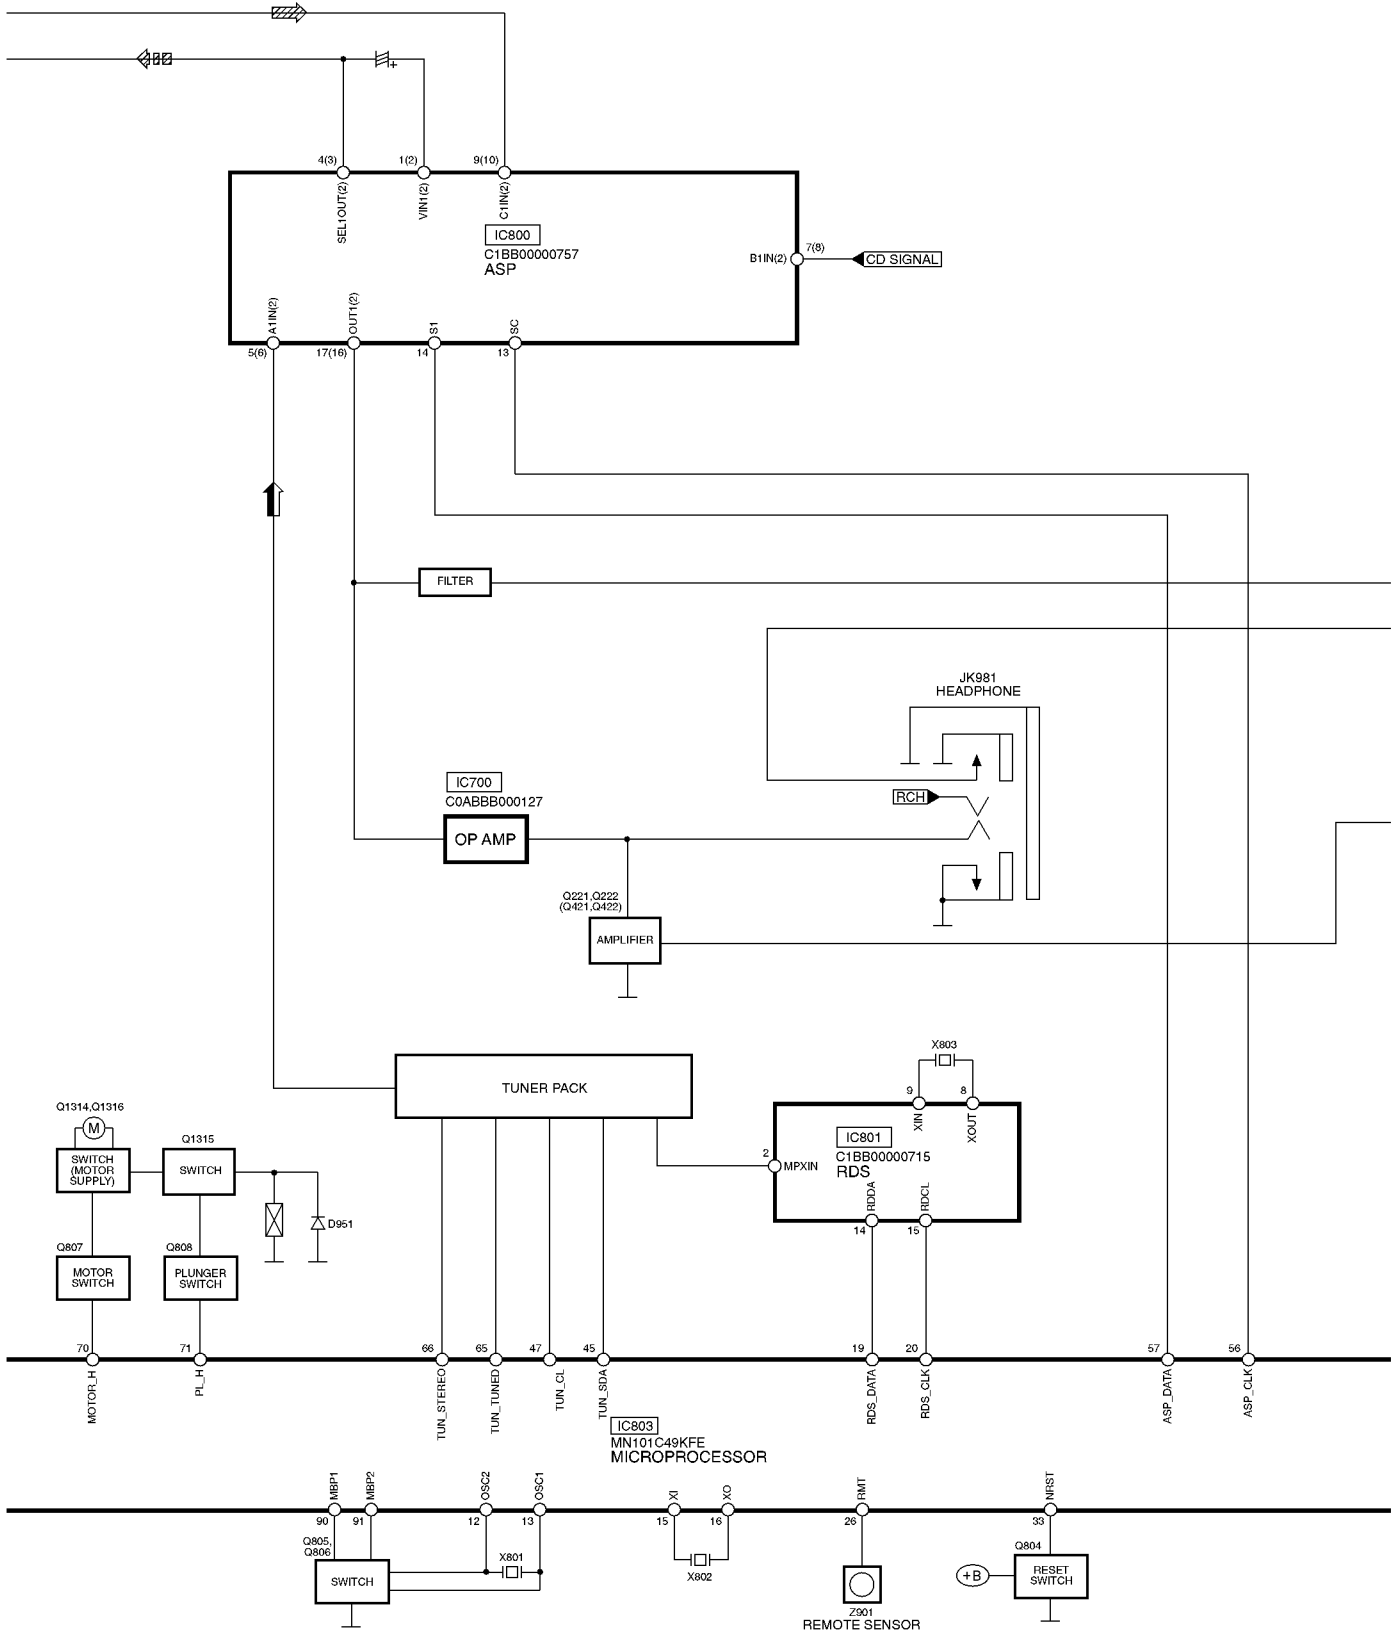 +
4(3)
1(2)
9(10)
SEL1OUT(2)
VIN1(2)
C1IN(2)
IC800
C1BB00000757
ASP
B1IN(2)
7(8)
CD SIGNAL
A1IN(2)
OUT1(2)
S1
SC
5(6)
17(16)
14
13
FILTER
JK981
HEADPHONE
RCH
IC700
C0ABBB000127
OP AMP
Q221,Q222
(Q421,Q422)
AMPLIFIER
TUNER PACK
X803
9
8
XIN
XOUT
IC801
C1BB00000715
RDS
2
MPXIN
RDDA
RDCL
14
15
Q1314,Q1316
M
SWITCH
(MOTOR
SUPPLY)
Q1315
SWITCH
D951
Q807
MOTOR
SWITCH
Q808
PLUNGER
SWITCH
70
71
66
65
47
45
19
20
57
56
MOTOR_H
PL_H
TUN_STEREO
TUN_TUNED
TUN_CL
TUN_SDA
RDS_DATA
RDS_CLK
ASP_DATA
ASP_CLK
IC803
MN101C49KFE
MICROPROCESSOR
MBP1
MBP2
OSC2
OSC1
XI
XO
RMT
NRST
90
91
12
13
15
16
26
33
Q805,
Q806
SWITCH
X801
X802
Z901
REMOTE SENSOR
Q804
+B
RESET
SWITCH